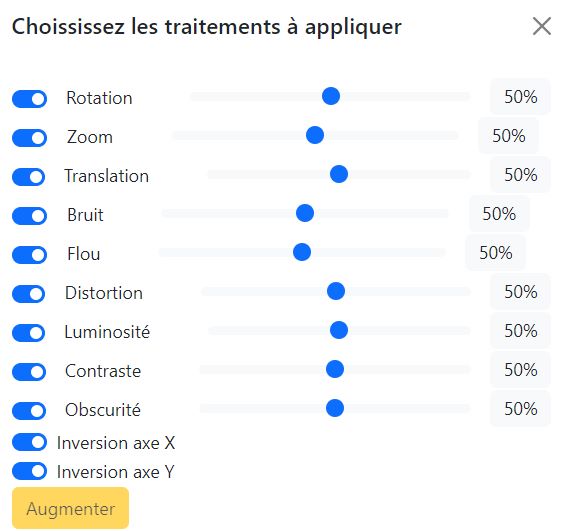 Choississez les traitements à appliquer
Rotation 50%
Zoom 50%
Translation 50%
Bruit 50%
Flou 50%
Distortion 50%
Luminosité 50%
Contraste 50%
Obscurité 50%
Inversion axe X
Inversion axe Y
Augmenter